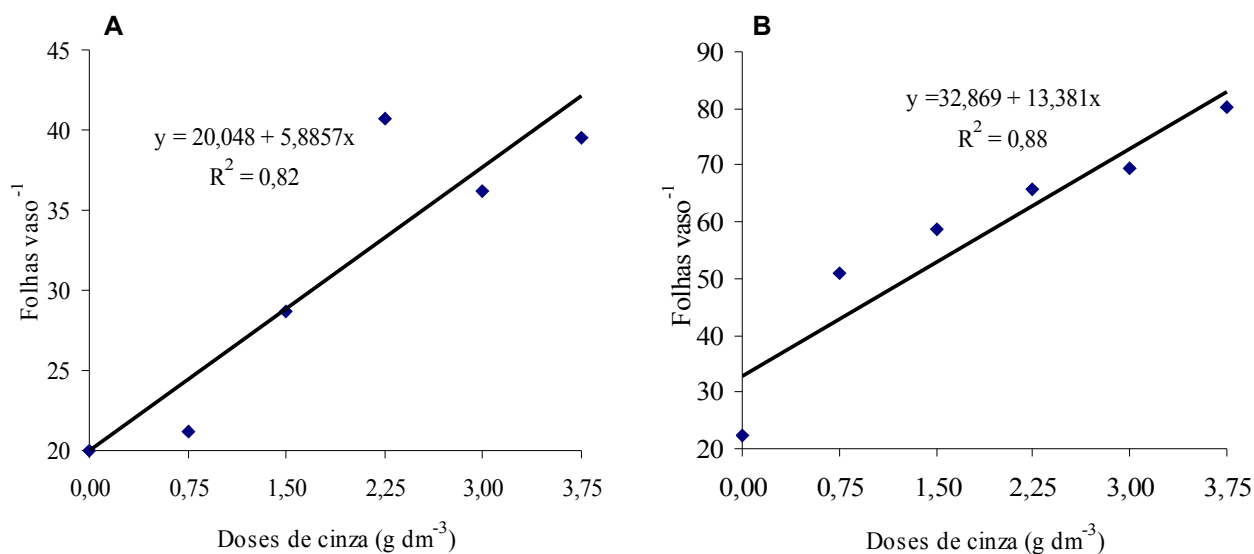 A
45
40
35
30
25
20
Folhas vaso⁻¹
y = 20,048 + 5,8857x
R² = 0,82
0,00 0,75 1,50 2,25 3,00 3,75
Doses de cinza (g dm⁻³)
B
90
80
70
60
50
40
30
20
Folhas vaso⁻¹
y =32,869 + 13,381x
R² = 0,88
0,00 0,75 1,50 2,25 3,00 3,75
Doses de cinza (g dm⁻³)